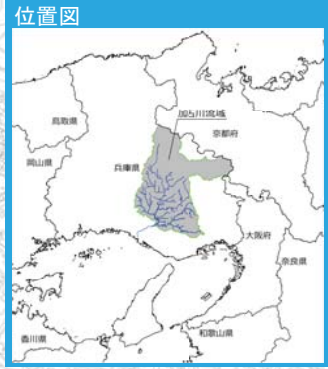 位置図
加古川流域
鳥取県
京都府
岡山県
兵庫県
大阪府
奈良県
香川県
和歌山県